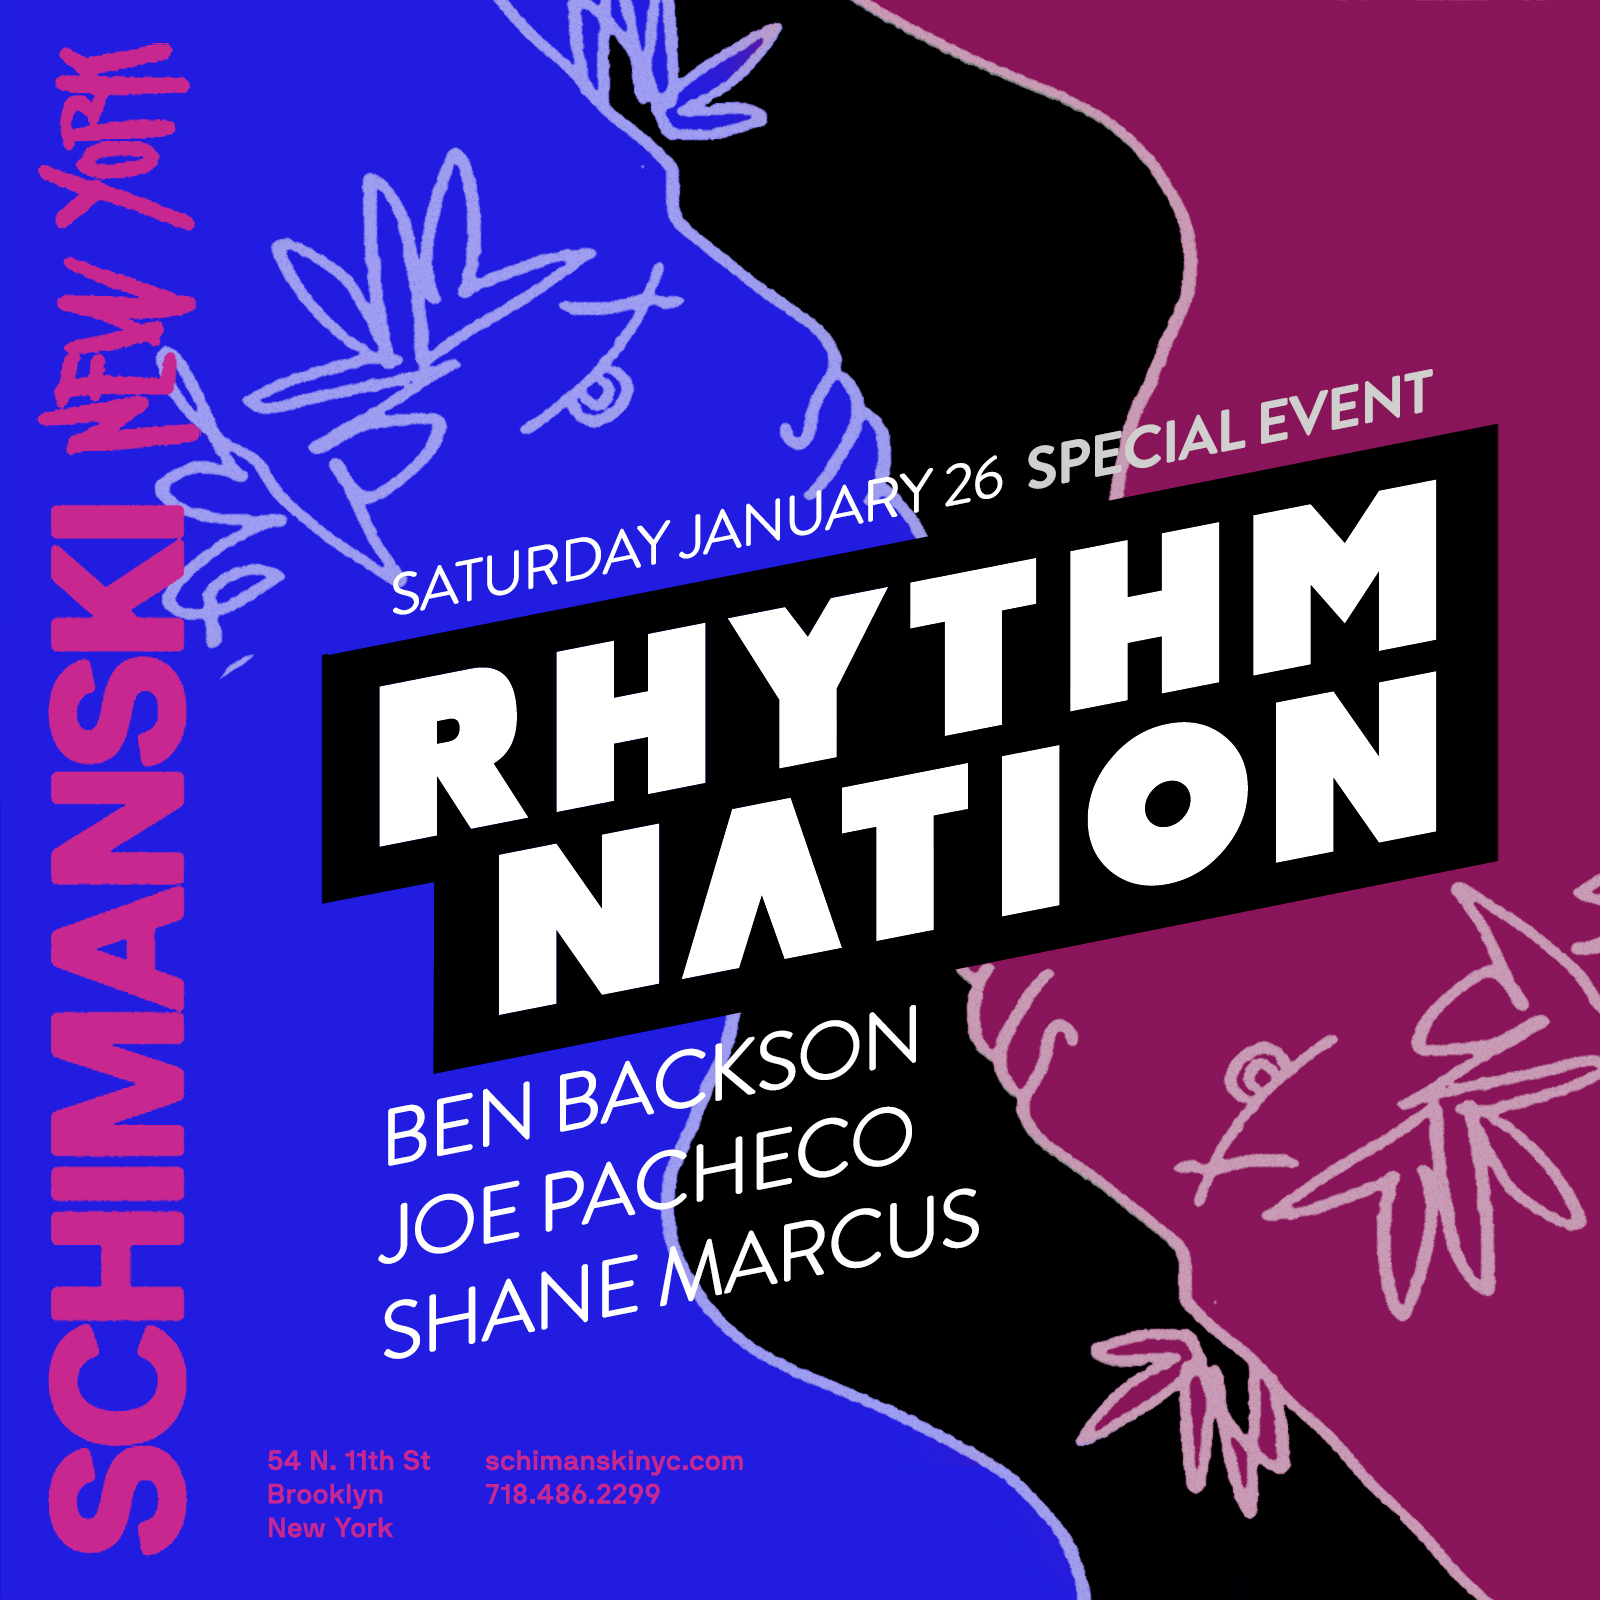 SCHIMANSKI NEW YORK
SATURDAY JANUARY 26 SPECIAL EVENT
RHYTHM
NATION
BEN BACKSON
JOE PACHECO
SHANE MARCUS
54 N. 11th St
Brooklyn
New York
schimanskinyc.com
718.486.2299